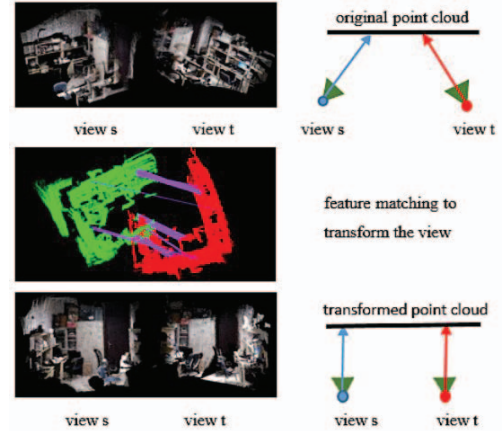 original point cloud
view s
view t
view s
view t
feature matching to
transform the view
transformed point cloud
view s
view t
view s
view t